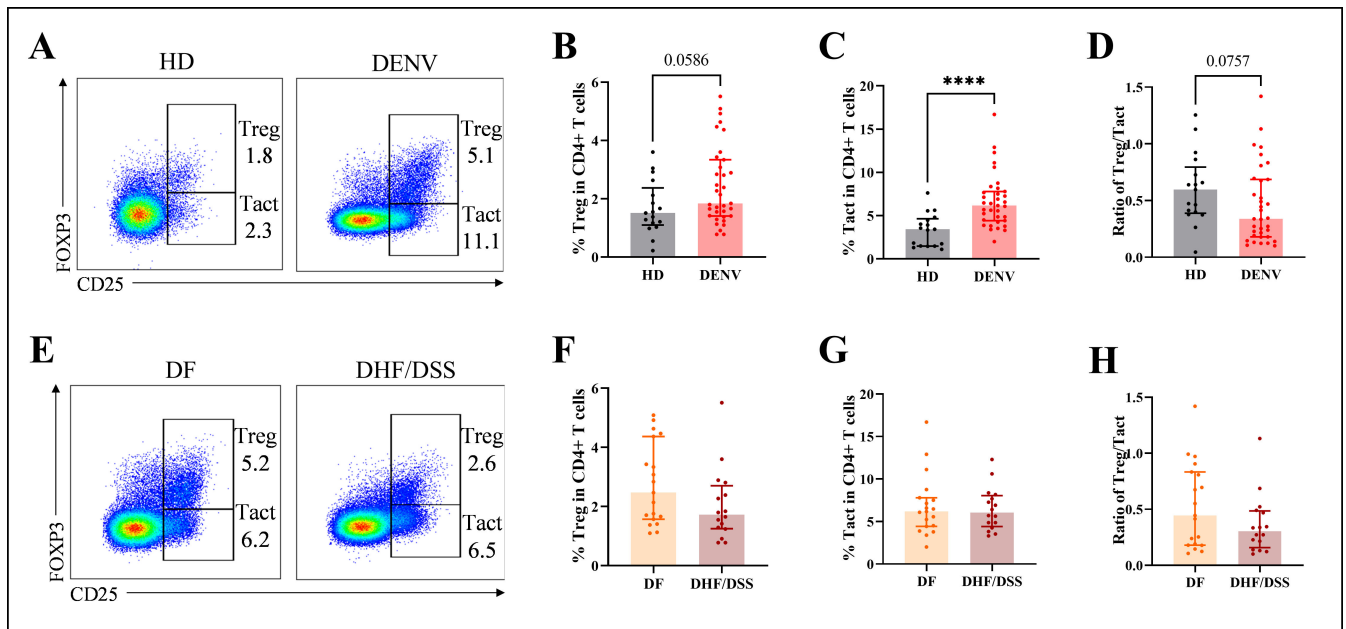 A
HD
DENV
Treg
1.8
Tact
2.3
Treg
5.1
Tact
11.1
FOXP3
CD25
B
0.0586
% Treg in CD4+ T cells
6
4
2
0
HD
DENV
C
****
% Tact in CD4+ T cells
20
15
10
5
0
HD
DENV
D
0.0757
Ratio of Treg/Tact
1.5
1.0
0.5
0.0
HD
DENV
E
DF
DHF/DSS
Treg
5.2
Tact
6.2
Treg
2.6
Tact
6.5
FOXP3
CD25
F
% Treg in CD4+ T cells
6
4
2
0
DF
DHF/DSS
G
% Tact in CD4+ T cells
20
15
10
5
0
DF
DHF/DSS
H
Ratio of Treg/Tact
1.5
1.0
0.5
0.0
DF
DHF/DSS